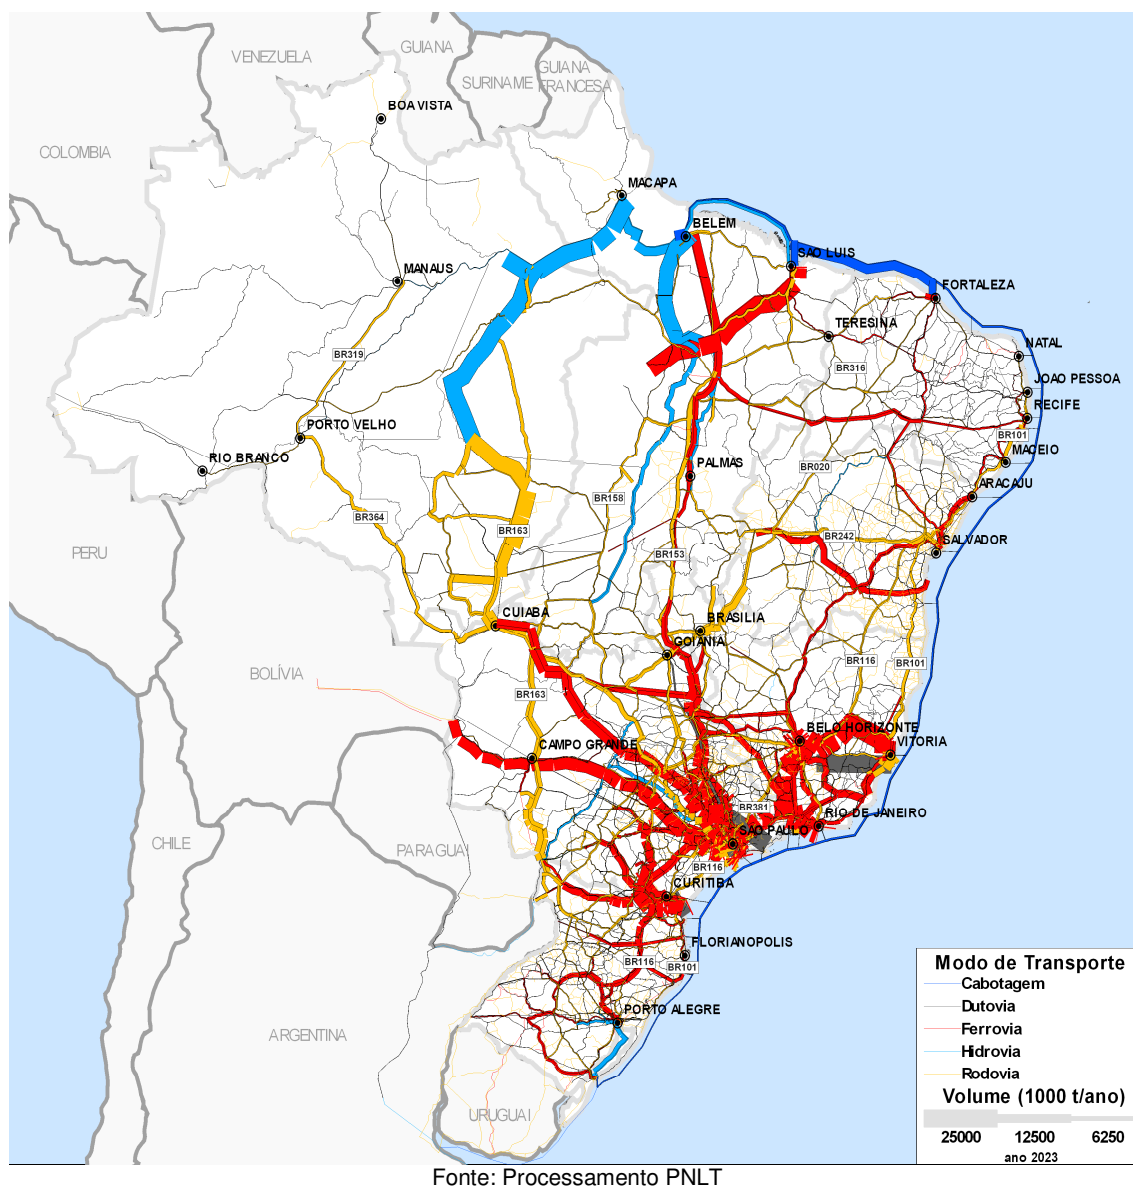 VENEZUELA
GUIANA
SURINAME
GUIANA
FRANCESA
COLOMBIA
BOA VISTA
MACAPA
BELEM
SAO LUIS
MANAUS
FORTALEZA
TERESINA
NATAL
BR319
BR316
JOAO PESSOA
RECIFE
PORTO VELHO
BR101
MACEIO
RIO BRANCO
PALMAS
BR020
ARACAJU
BR158
BR364
BR163
BR242
SALVADOR
PERU
BR153
CUIABA
BRASILIA
GOIANIA
BR116
BR101
BOLÍVIA
BR163
BELO HORIZONTE
VITORIA
CAMPO GRANDE
BR381
RIO DE JANEIRO
SAO PAULO
CHILE
PARAGUAI
BR116
CURITIBA
FLORIANOPOLIS
BR116
BR101
PORTO ALEGRE
ARGENTINA
URUGUAI
Modo de Transporte
Cabotagem
Dutovia
Ferrovia
Hidrovia
Rodovia
Volume (1000 t/ano)
25000 12500 6250
ano 2023
Fonte: Processamento PNLT